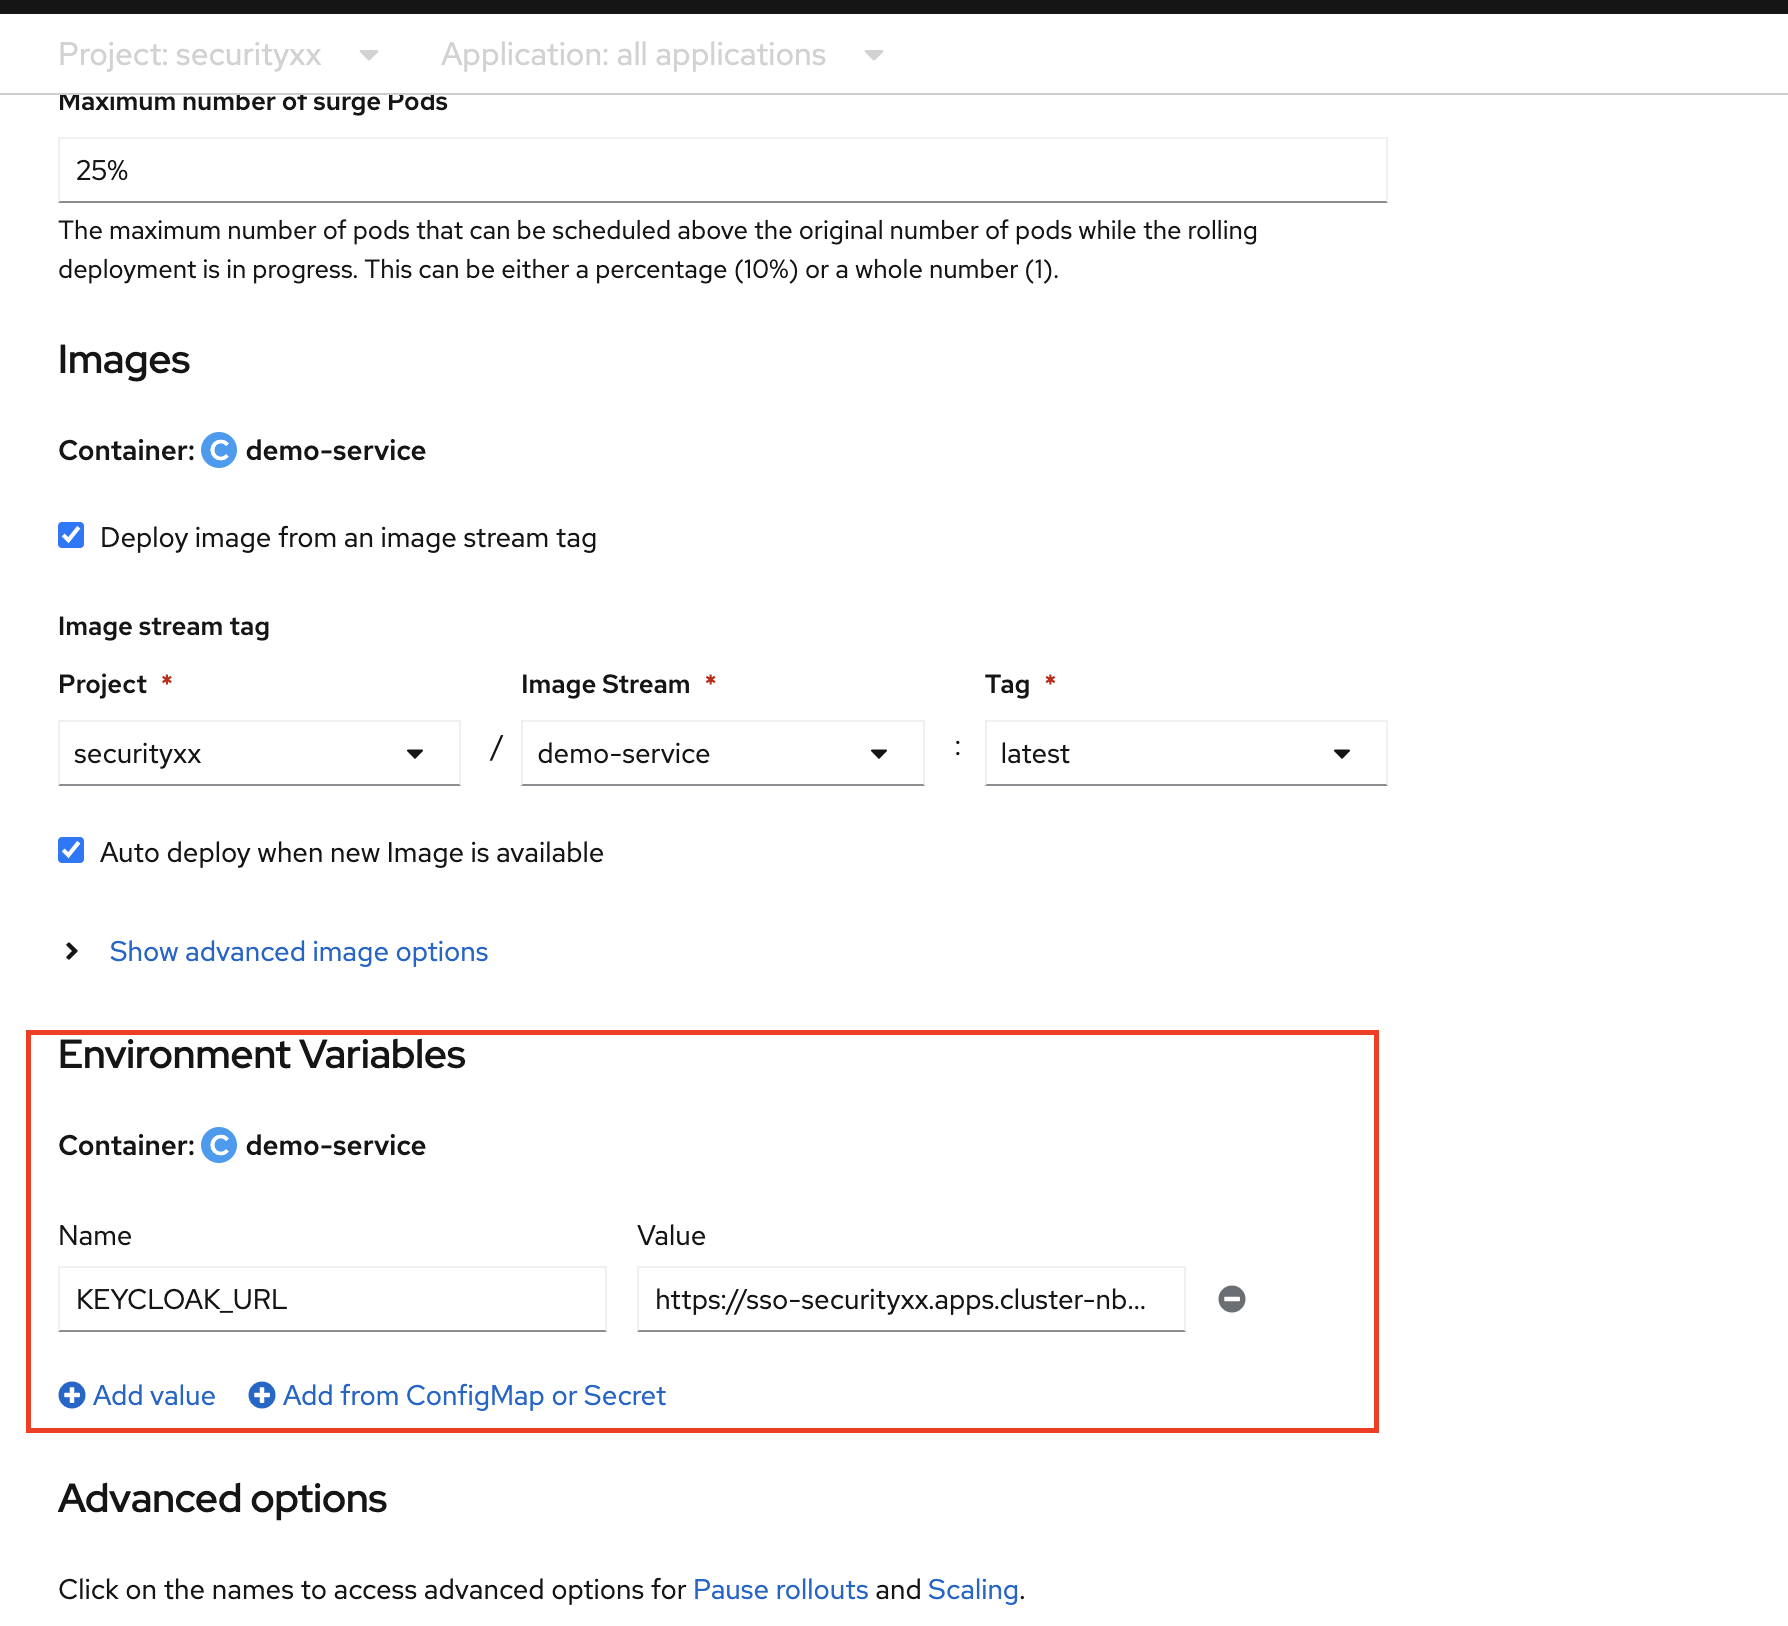 Project: securityxx Application: all applications
Maximum number of surge Pods
25%
The maximum number of pods that can be scheduled above the original number of pods while the rolling
deployment is in progress. This can be either a percentage (10%) or a whole number (1).
Images
Container: C demo-service
Deploy image from an image stream tag
Image stream tag
Project * Image Stream * Tag *
securityxx / demo-service : latest
Auto deploy when new Image is available
Show advanced image options
Environment Variables
Container: C demo-service
Name Value
KEYCLOAK_URL https://sso-securityxx.apps.cluster-nb...
Add value Add from ConfigMap or Secret
Advanced options
Click on the names to access advanced options for Pause rollouts and Scaling.